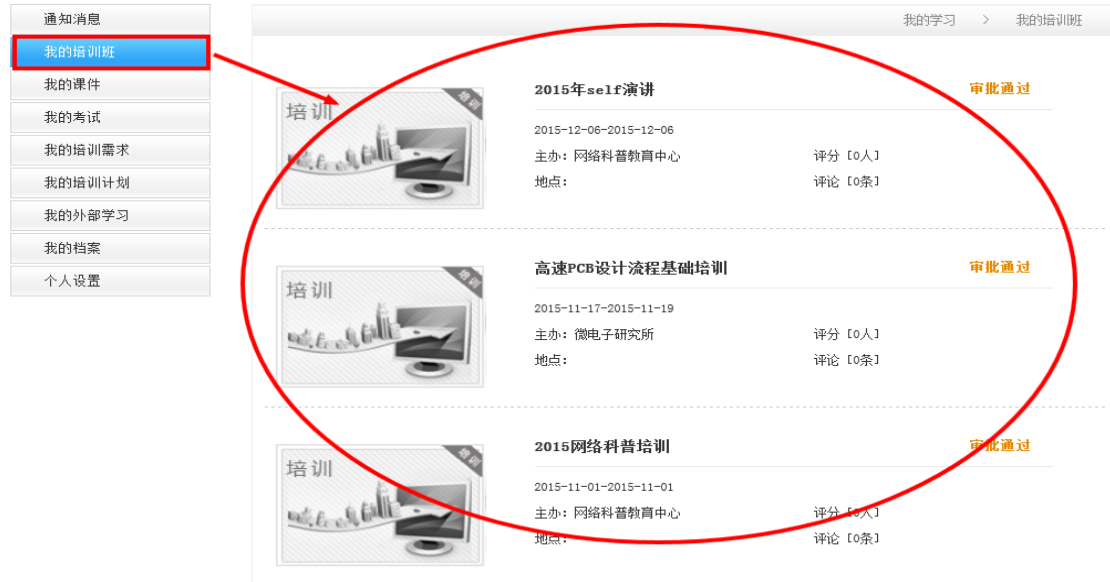 通知消息
我的培训班
我的课件
我的考试
我的培训需求
我的培训计划
我的外部学习
我的档案
个人设置
我的学习 > 我的培训班
培训
培训
2015年self演讲
审批通过
2015-12-06-2015-12-06
主办：网络科普教育中心
评分 [0人]
地点：
评论 [0条]
培训
培训
高速PCB设计流程基础培训
审批通过
2015-11-17-2015-11-19
主办：微电子研究所
评分 [0人]
地点：
评论 [0条]
培训
培训
2015网络科普培训
审批通过
2015-11-01-2015-11-01
主办：网络科普教育中心
评分 [0人]
地点：
评论 [0条]